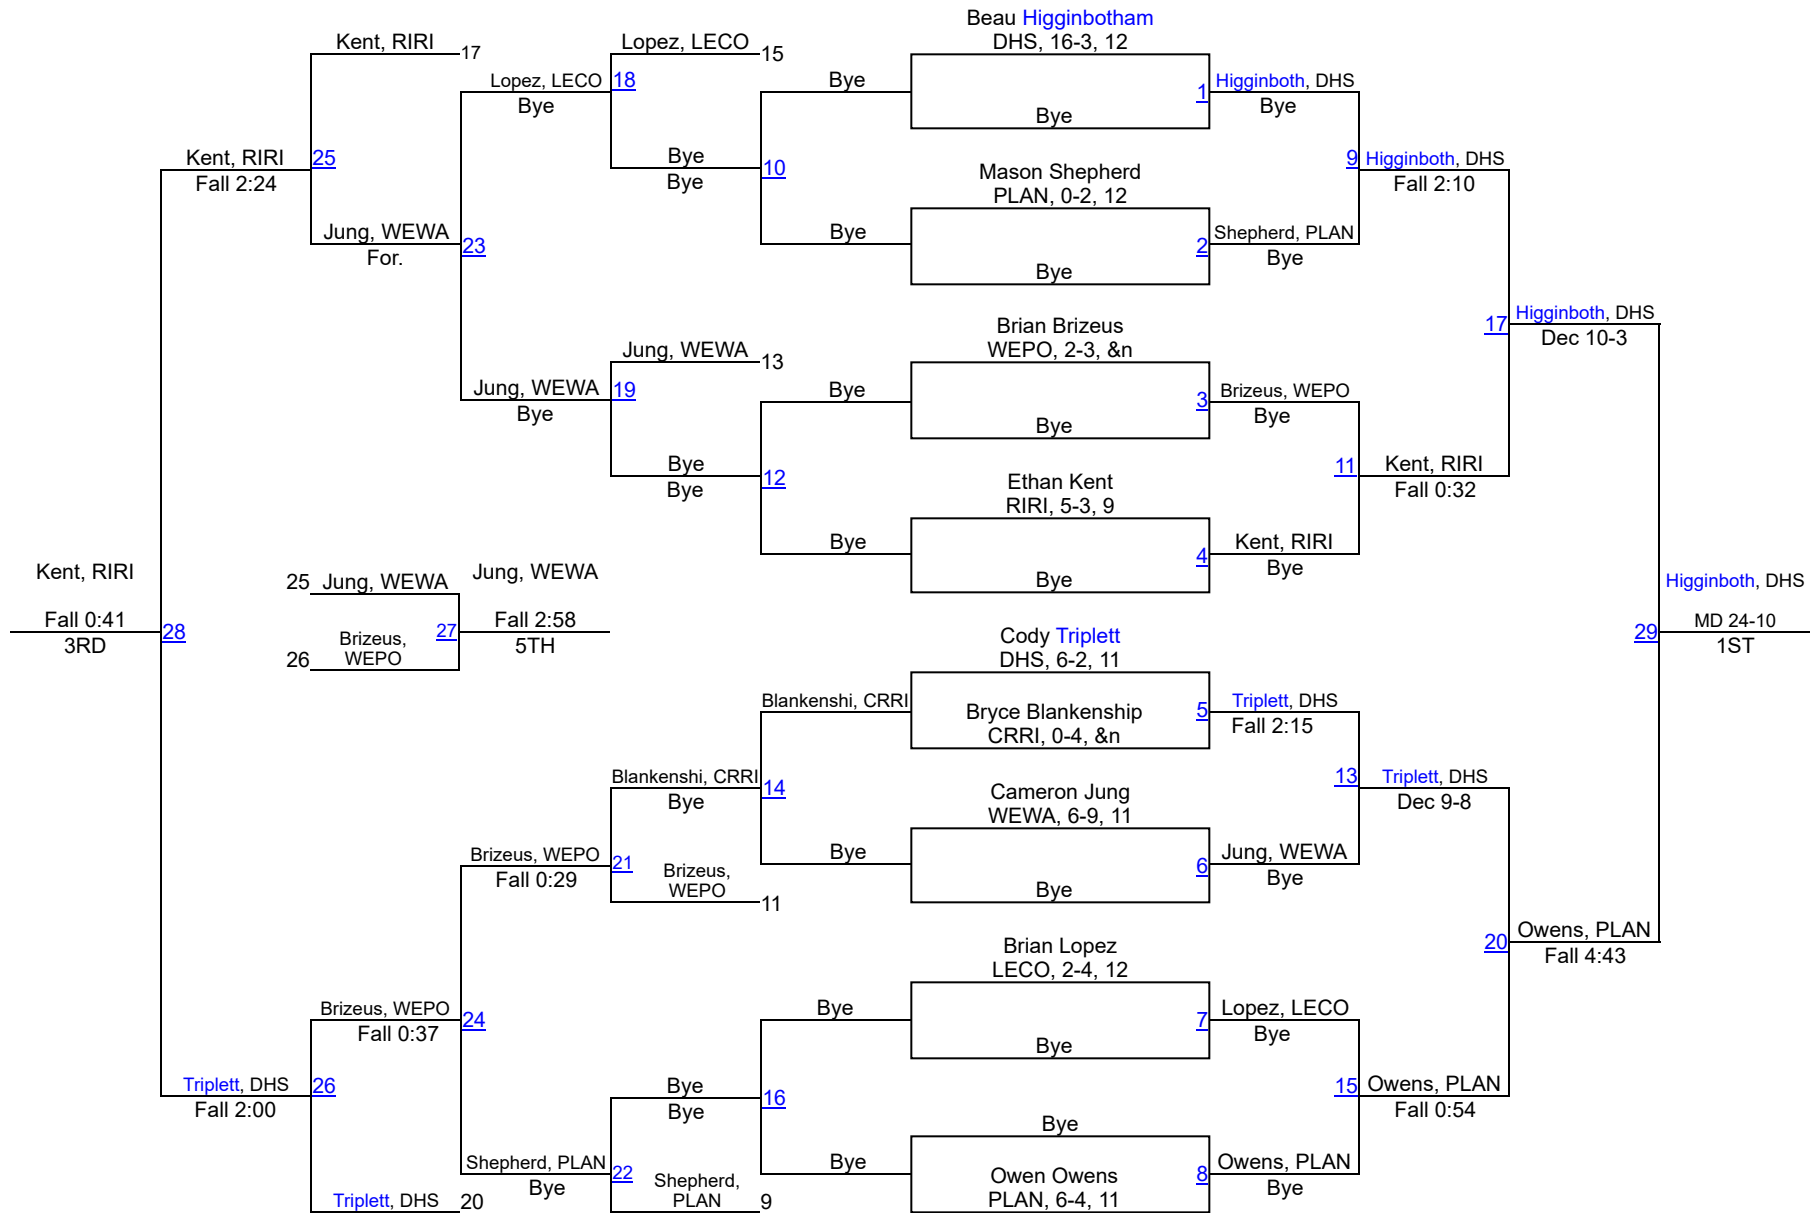 Beau Higginbotham
DHS, 16-3, 12
Bye
Mason Shepherd
PLAN, 0-2, 12
Bye
Brian Brizeus
WEPO, 2-3, &n
Bye
Ethan Kent
RIRI, 5-3, 9
Bye
Cody Triplett
DHS, 6-2, 11
Bryce Blankenship
CRRI, 0-4, &n
Cameron Jung
WEWA, 6-9, 11
Bye
Brian Lopez
LECO, 2-4, 12
Bye
Bye
Owen Owens
PLAN, 6-4, 11
1
Higginboth, DHS
Bye
2
Shepherd, PLAN
Bye
3
Brizeus, WEPO
Bye
4
Kent, RIRI
Bye
5
Triplett, DHS
Fall 2:15
6
Jung, WEWA
Bye
7
Lopez, LECO
Bye
8
Owens, PLAN
Bye
9
Higginboth, DHS
Fall 2:10
11
Kent, RIRI
Fall 0:32
13
Triplett, DHS
Dec 9-8
15
Owens, PLAN
Fall 0:54
17
Higginboth, DHS
Dec 10-3
20
Owens, PLAN
Fall 4:43
Higginboth, DHS
29
MD 24-10
1ST
Bye
Bye
10
Bye
Bye
12
Blankenshi, CRRI
Bye
14
Bye
Bye
16
Lopez, LECO
15
Bye
Bye
18
Jung, WEWA
13
Bye
Bye
19
Blankenshi, CRRI
Bye
Brizeus,
WEPO
11
21
Bye
Bye
Shepherd,
PLAN
9
22
Lopez, LECO
Bye
Jung, WEWA
Bye
23
Brizeus, WEPO
Fall 0:29
Shepherd, PLAN
Bye
24
Kent, RIRI
17
Jung, WEWA
For.
25
Brizeus, WEPO
Fall 0:37
Triplett, DHS
20
26
Kent, RIRI
Fall 2:24
Triplett, DHS
Fall 2:00
28
Kent, RIRI
Fall 0:41
3RD
25
Jung, WEWA
26
Brizeus,
WEPO
27
Jung, WEWA
Fall 2:58
5TH